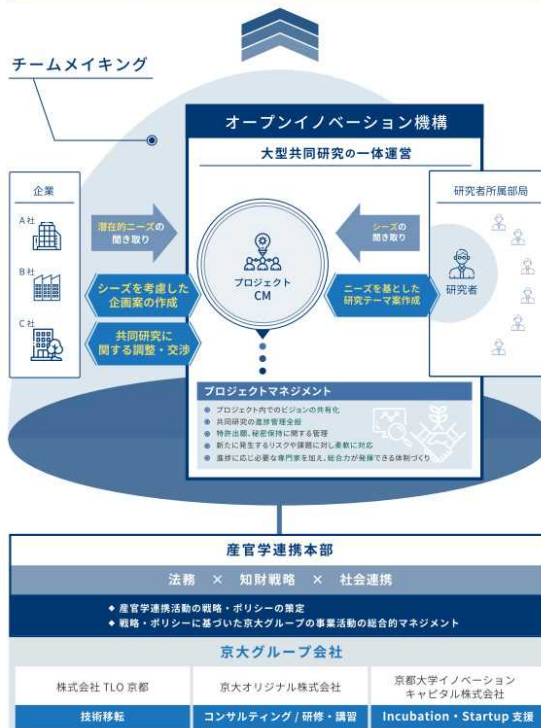 チームメイキング
オープンイノベーション機構
大型共同研究の一体運営
企業
A社
B社
C社
潜在的ニーズの
聞き取り
シーズを考慮した
企画案の作成
共同研究に
関する調整・交渉
プロジェクト
CM
シーズの
聞き取り
ニーズを基とした
研究テーマ案作成
研究者所属部局
研究者
プロジェクトマネジメント
プロジェクト内でのビジョンの共有化
共同研究の進捗管理全般
特許出願、秘密保持に関する管理
新たに発生するリスクや課題に対し柔軟に対応
進捗に応じ必要な専門家を加え、総合力が発揮できる体制づくり
産官学連携本部
法務 × 知財戦略 × 社会連携
◆ 産官学連携活動の戦略・ポリシーの策定
◆ 戦略・ポリシーに基づいた京大グループの事業活動の総合的マネジメント
京大グループ会社
株式会社 TLO 京都
技術移転
京大オリジナル株式会社
コンサルティング / 研修・講習
京都大学イノベーション
キャピタル株式会社
Incubation・Startup 支援